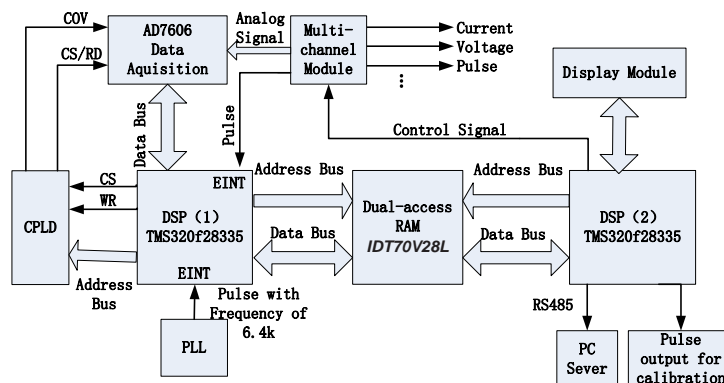 COV
CS/RD
AD7606
Data
Aquisition
Analog
Signal
Multi-
channel
Module
Current
Voltage
Pulse
⋮
Display Module
Data Bus
Pulse
Control Signal
CPLD
CS
WR
Address
Bus
EINT
DSP (1)
TMS320f28335
EINT
Address Bus
Data Bus
Dual-access
RAM
IDT70V28L
Address Bus
Data Bus
DSP (2)
TMS320f28335
Pulse with
Frequency of
6.4k
PLL
RS485
PC
Sever
Pulse
output for
calibration